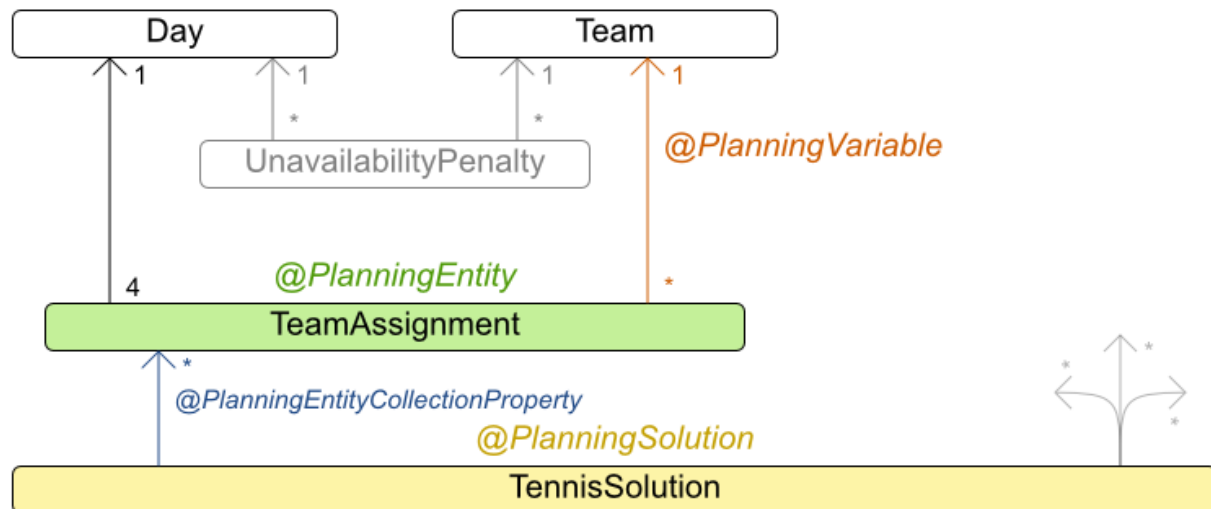 Day
Team
1
1
1
1
*
*
@PlanningVariable
UnavailabilityPenalty
@PlanningEntity
4
*
TeamAssignment
*
*
*
@PlanningEntityCollectionProperty
*
@PlanningSolution
TennisSolution